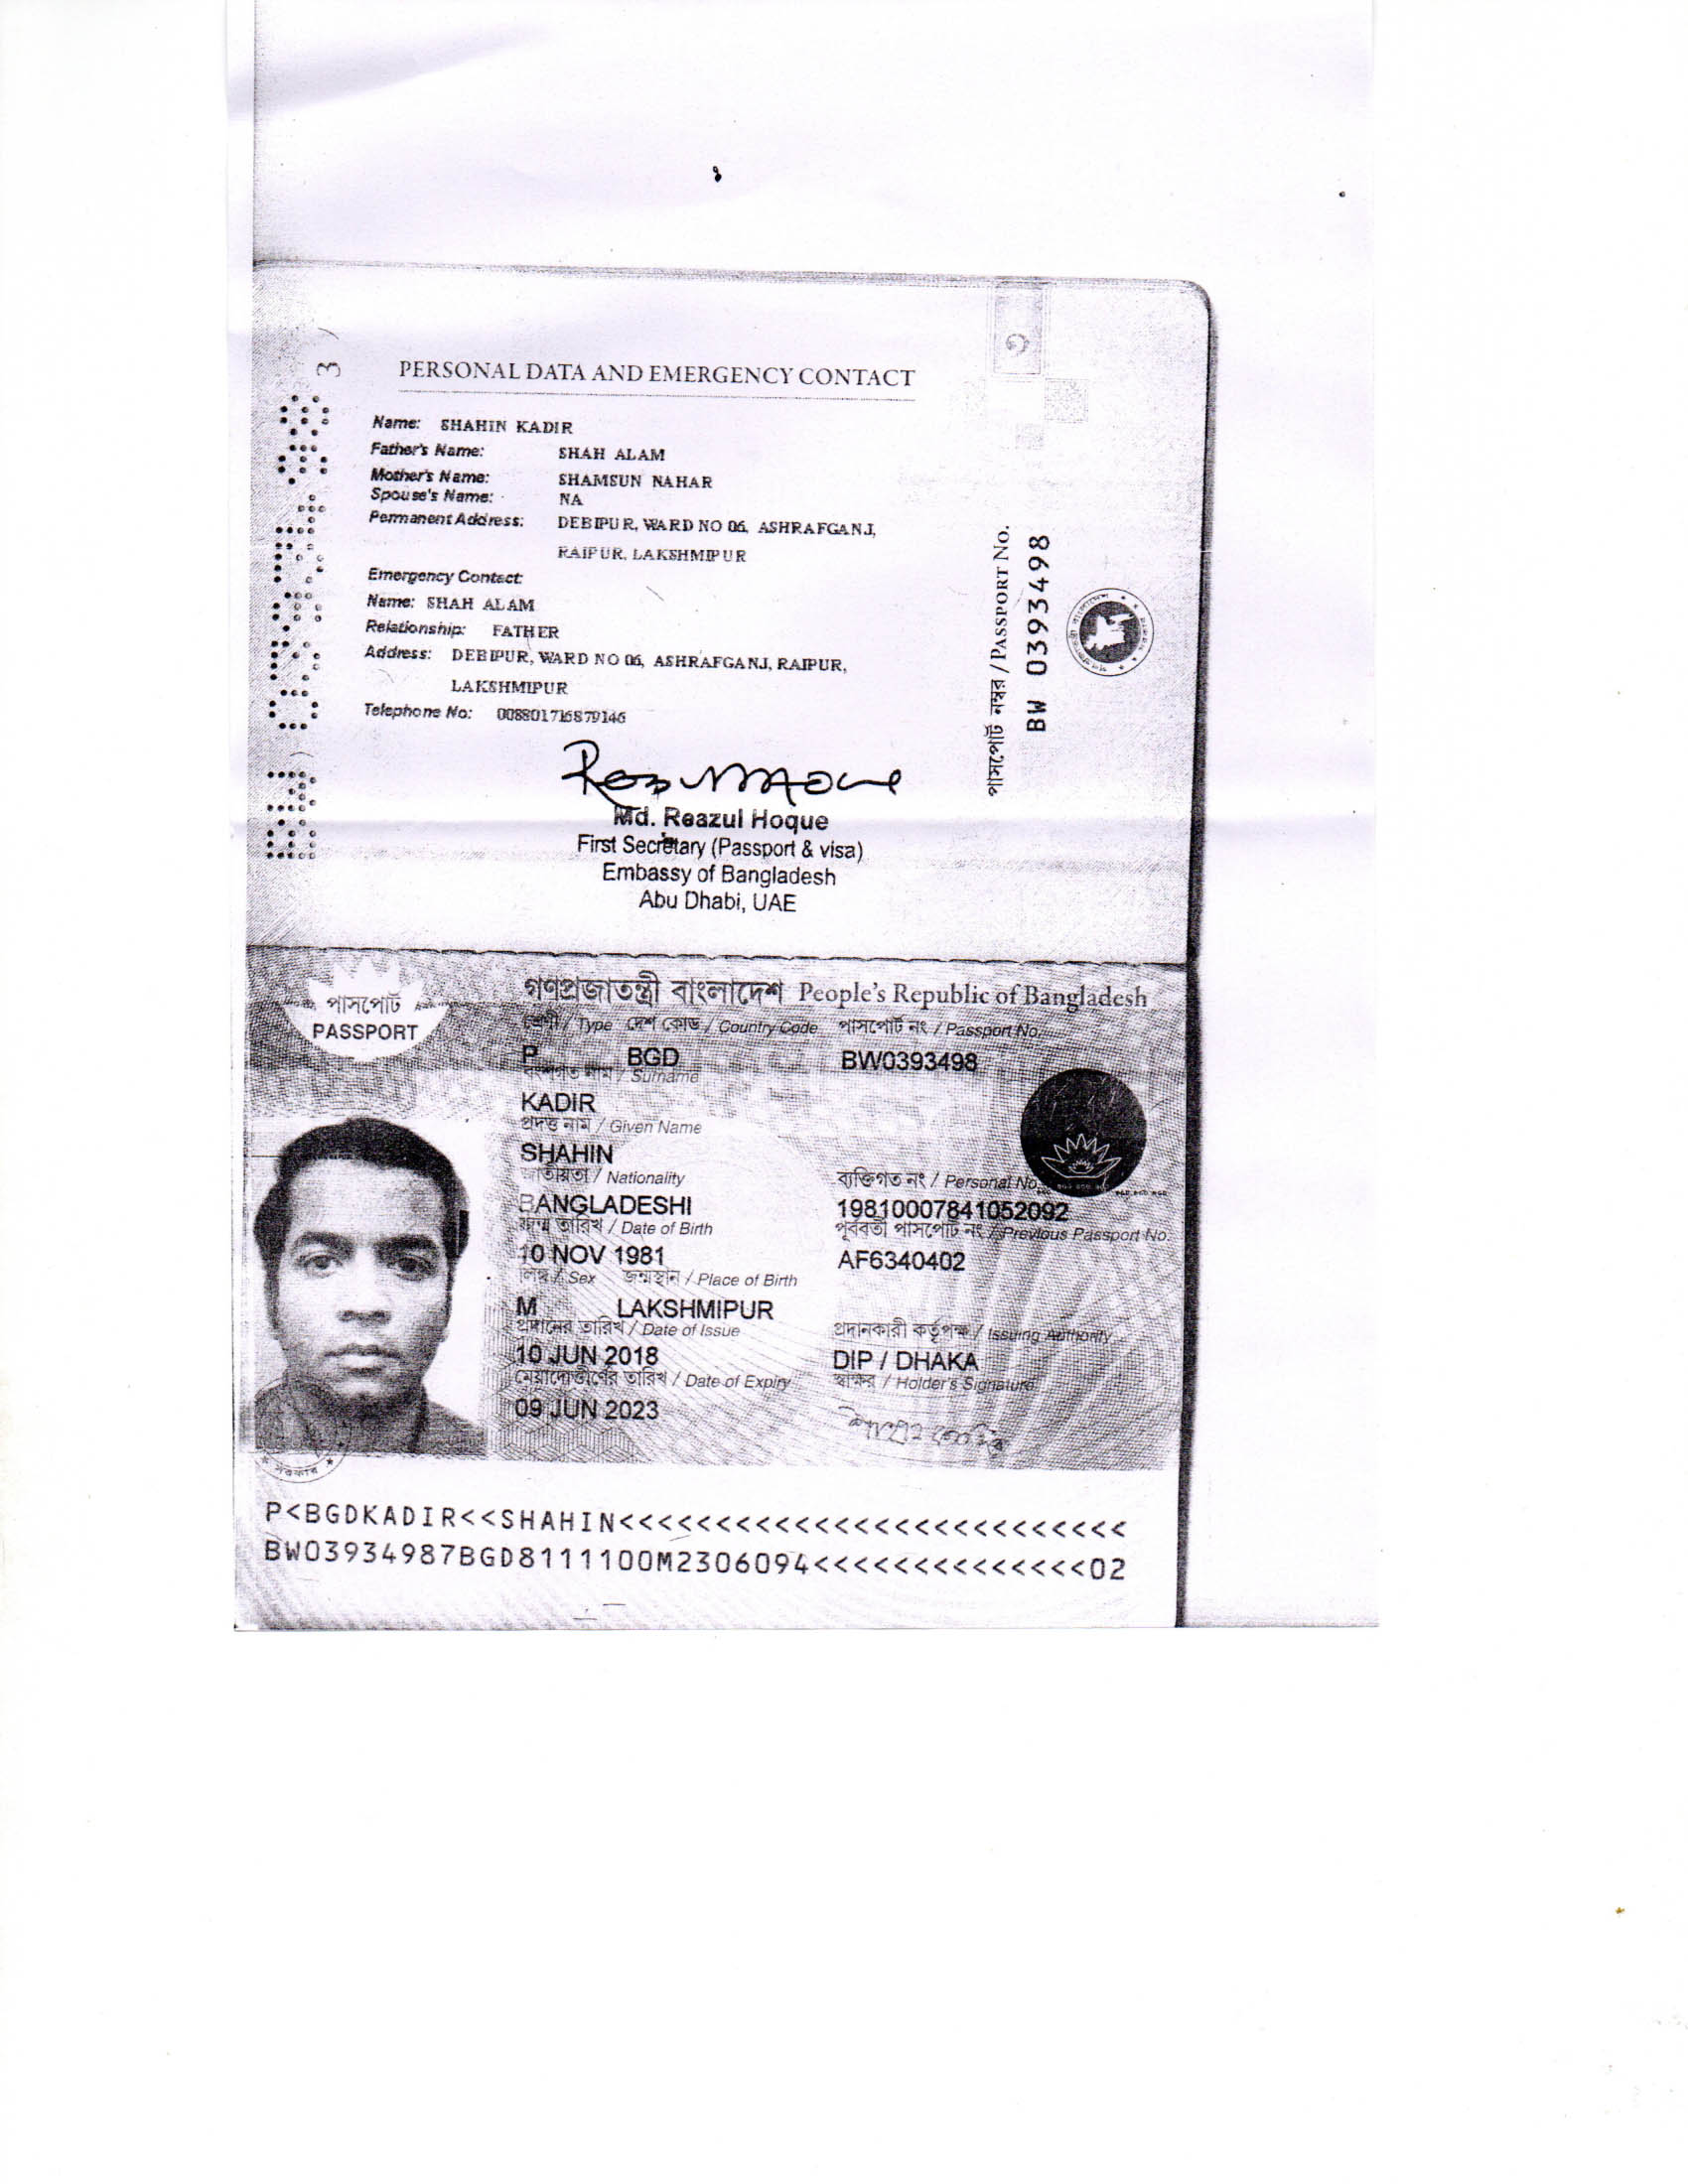 PERSONAL DATA AND EMERGENCY CONTACT
Name: SHAHIN KADIR
Father's Name: SHAH ALAM
Mother's Name: SHAMSUN NAHAR
Spouse's Name: NA
Permanent Address: DEBIPUR, WARD NO 06, ASHRAFGANJ,
RAIPUR, LAKSHMIPUR
Emergency Contact:
Name: SHAH ALAM
Relationship: FATHER
Address: DEBIPUR, WARD NO 06, ASHRAFGANJ, RAIPUR,
LAKSHMIPUR
Telephone No: 008801716879146
Md. Reazul Hoque
First Secretary (Passport & visa)
Embassy of Bangladesh
Abu Dhabi, UAE
3
১
পাসপোর্ট নম্বর / PASSPORT No.
BW 0393498
পাসপোর্ট
PASSPORT
গণপ্রজাতন্ত্রী বাংলাদেশ People's Republic of Bangladesh
শ্রেণী / Type দেশ কোড / Country Code পাসপোর্ট নং / Passport No.
P BGD BW0393498
বংশগত নাম / Surname
KADIR
প্রদত্ত নাম / Given Name
SHAHIN
জাতীয়তা / Nationality ব্যক্তিগত নং / Personal No.
BANGLADESHI 19810007841052092
জন্ম তারিখ / Date of Birth পূর্ববর্তী পাসপোর্ট নং / Previous Passport No.
10 NOV 1981 AF6340402
লিঙ্গ / Sex জন্মস্থান / Place of Birth
M LAKSHMIPUR
প্রদানের তারিখ / Date of Issue প্রদানকারী কর্তৃপক্ষ / Issuing Authority
10 JUN 2018 DIP / DHAKA
মেয়াদোত্তীর্ণের তারিখ / Date of Expiry স্বাক্ষর / Holder's Signature
09 JUN 2023
P<BGDKADIR<<SHAHIN<<<<<<<<<<<<<<<<<<<<<<<<<<
BW03934987BGD8111100M2306094<<<<<<<<<<<<<<02